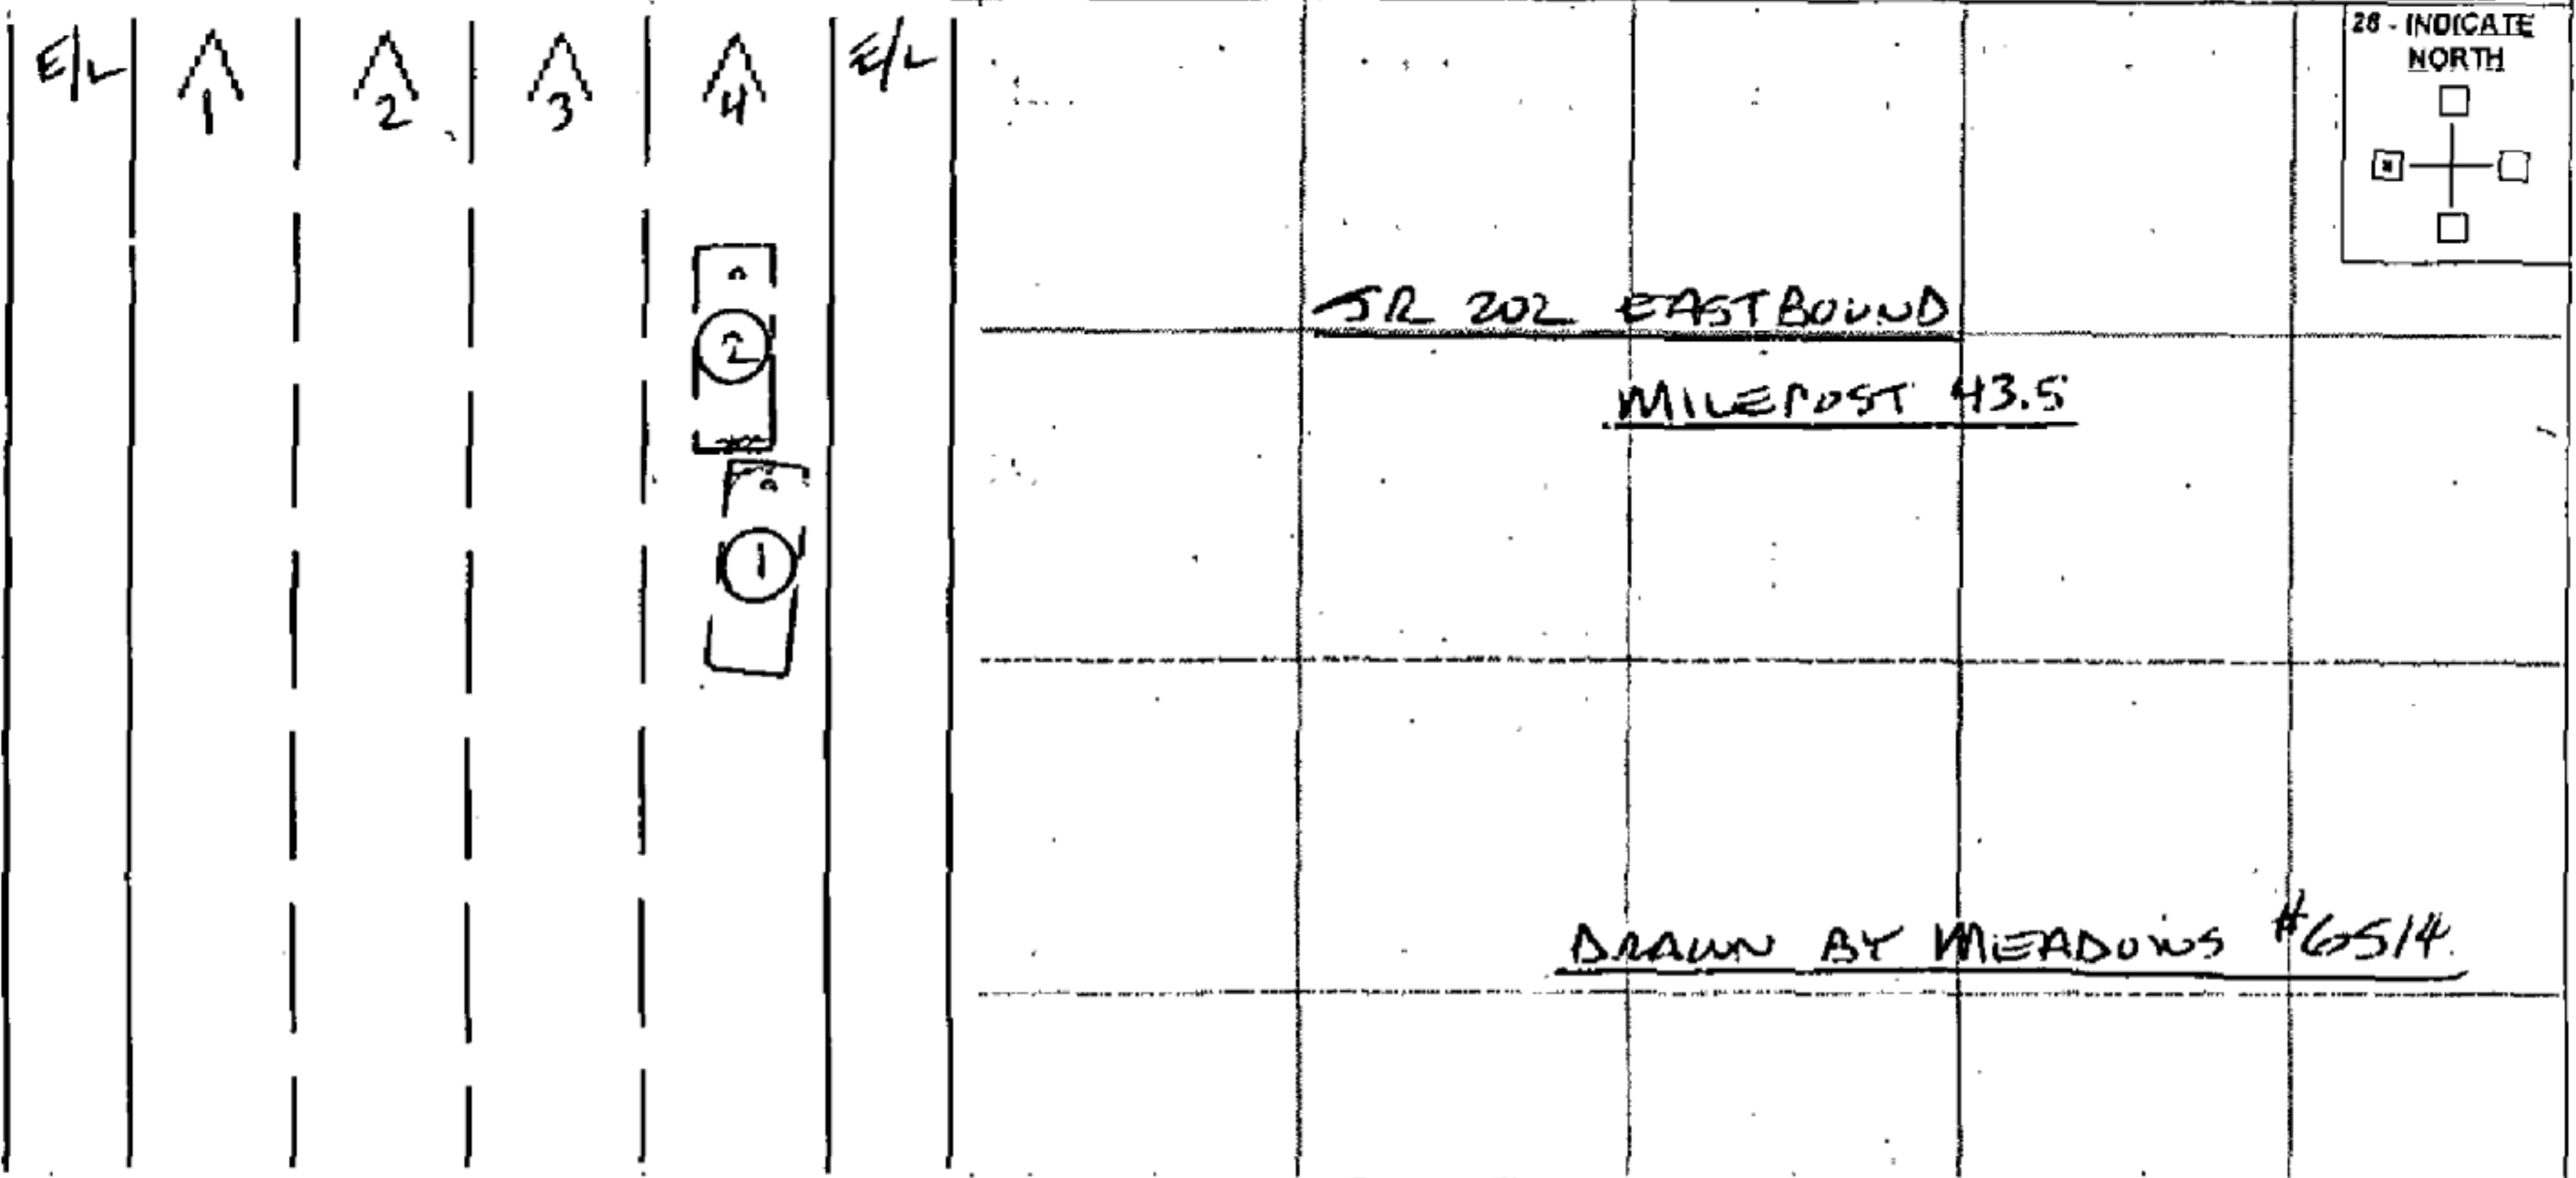 E/L 1 2 3 4 E/L
28 - INDICATE
NORTH
2
SR 202 EASTBOUND
MILEPOST 43.5
1
DRAWN BY MEADOWS #6514